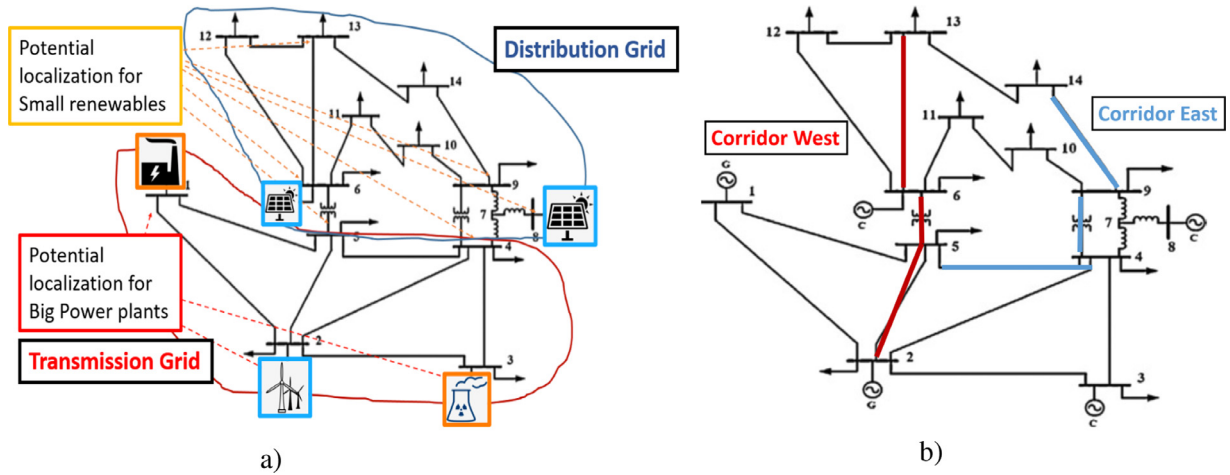 Potential
localization for
Small renewables
Distribution Grid
12
13
14
11
10
1
6
9
7
8
5
4
Potential
localization for
Big Power plants
Transmission Grid
2
3
a)
12
13
14
Corridor East
11
Corridor West
10
G
1
6
9
C
7
C
8
5
4
2
G
3
C
b)